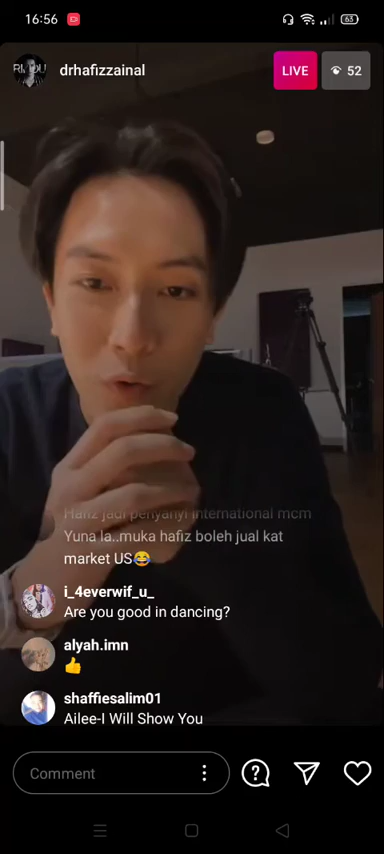 16:56
63
drhafizzainal
LIVE
52
Hafiz jadi penyanyi international mcm
Yuna la..muka hafiz boleh jual kat
market US😂
i_4everwif_u_
Are you good in dancing?
alyah.imn
👍
shaffiesalim01
Ailee-I Will Show You
Comment